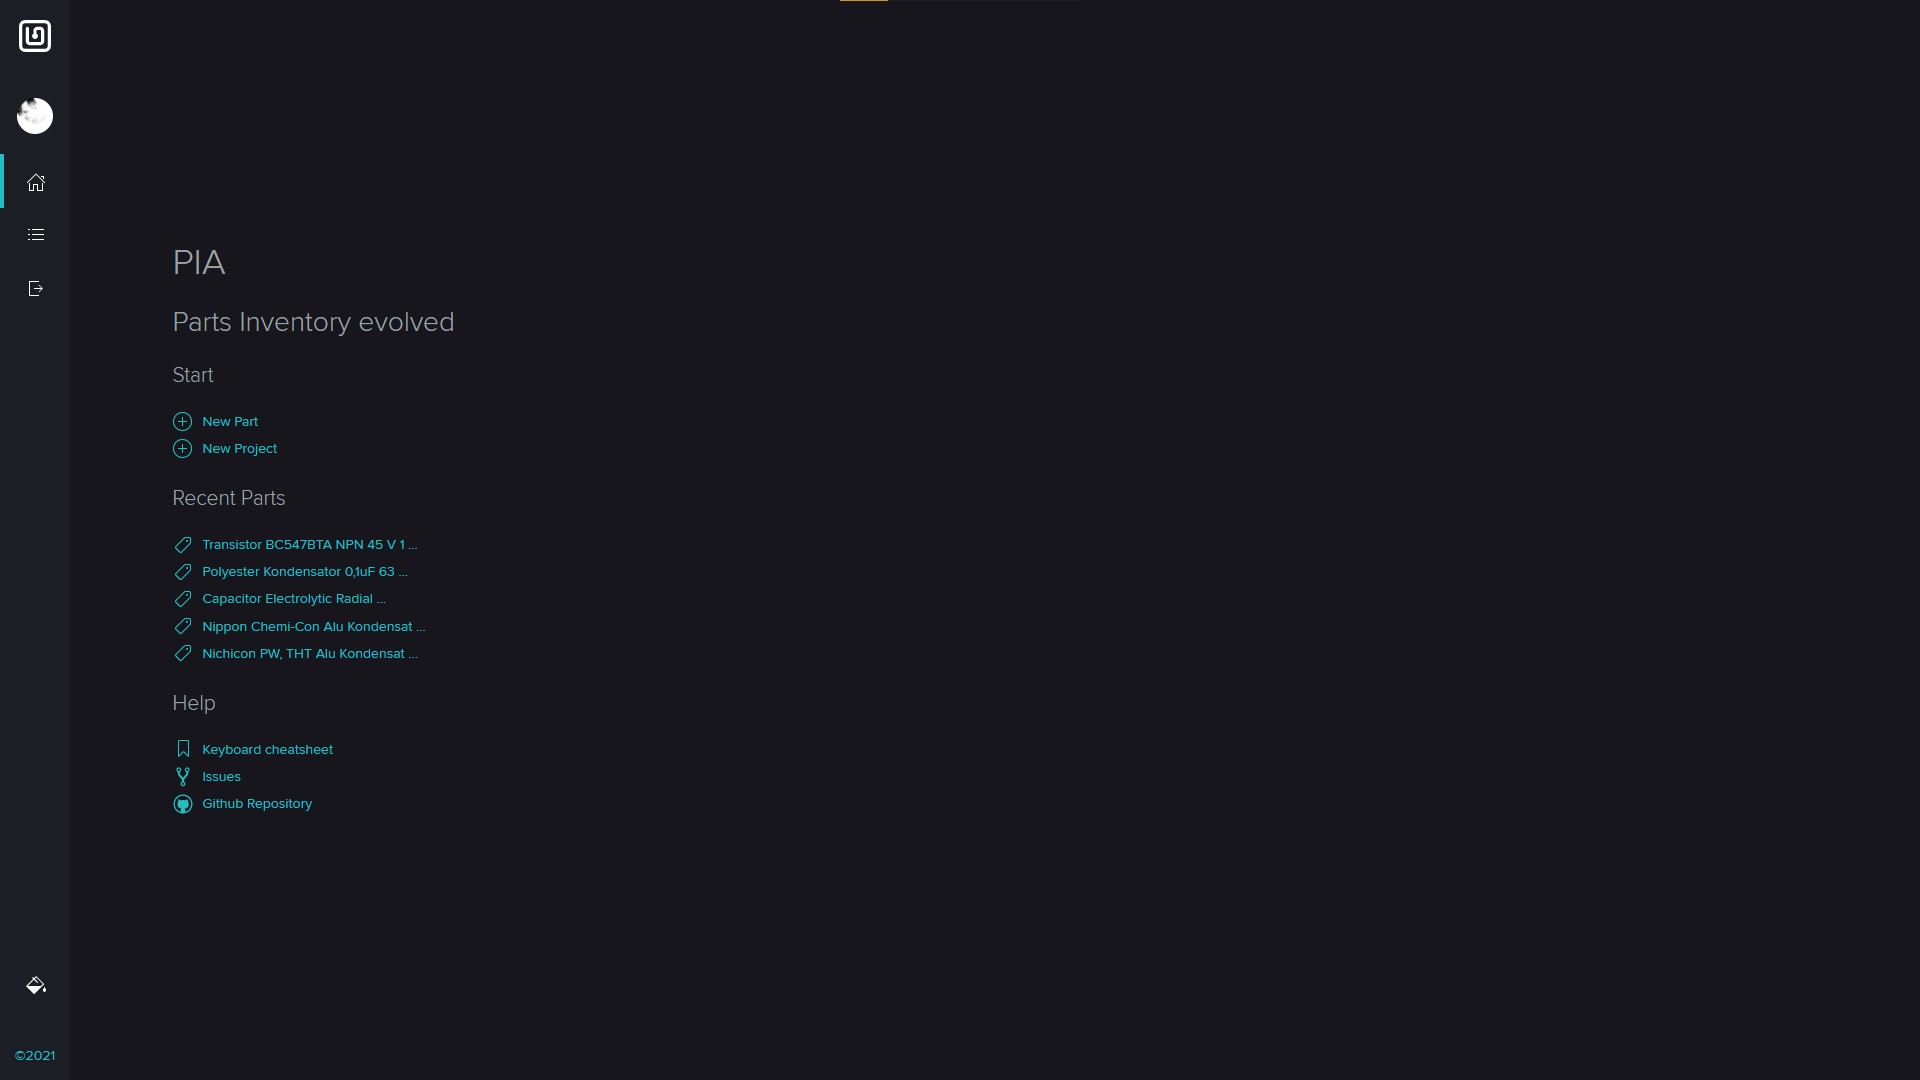 PIA
Parts Inventory evolved
Start
New Part
New Project
Recent Parts
Transistor BC547BTA NPN 45 V 1 ...
Polyester Kondensator 0,1uF 63 ...
Capacitor Electrolytic Radial ...
Nippon Chemi-Con Alu Kondensat ...
Nichicon PW, THT Alu Kondensat ...
Help
Keyboard cheatsheet
Issues
Github Repository
©2021